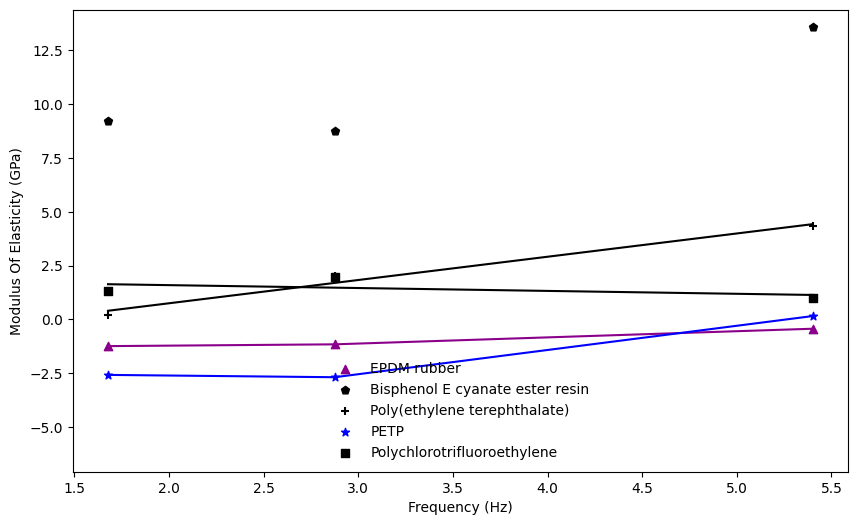 12.5
10.0
7.5
5.0
2.5
0.0
−2.5
−5.0
Modulus Of Elasticity (GPa)
EPDM rubber
Bisphenol E cyanate ester resin
Poly(ethylene terephthalate)
PETP
Polychlorotrifluoroethylene
1.5 2.0 2.5 3.0 3.5 4.0 4.5 5.0 5.5
Frequency (Hz)